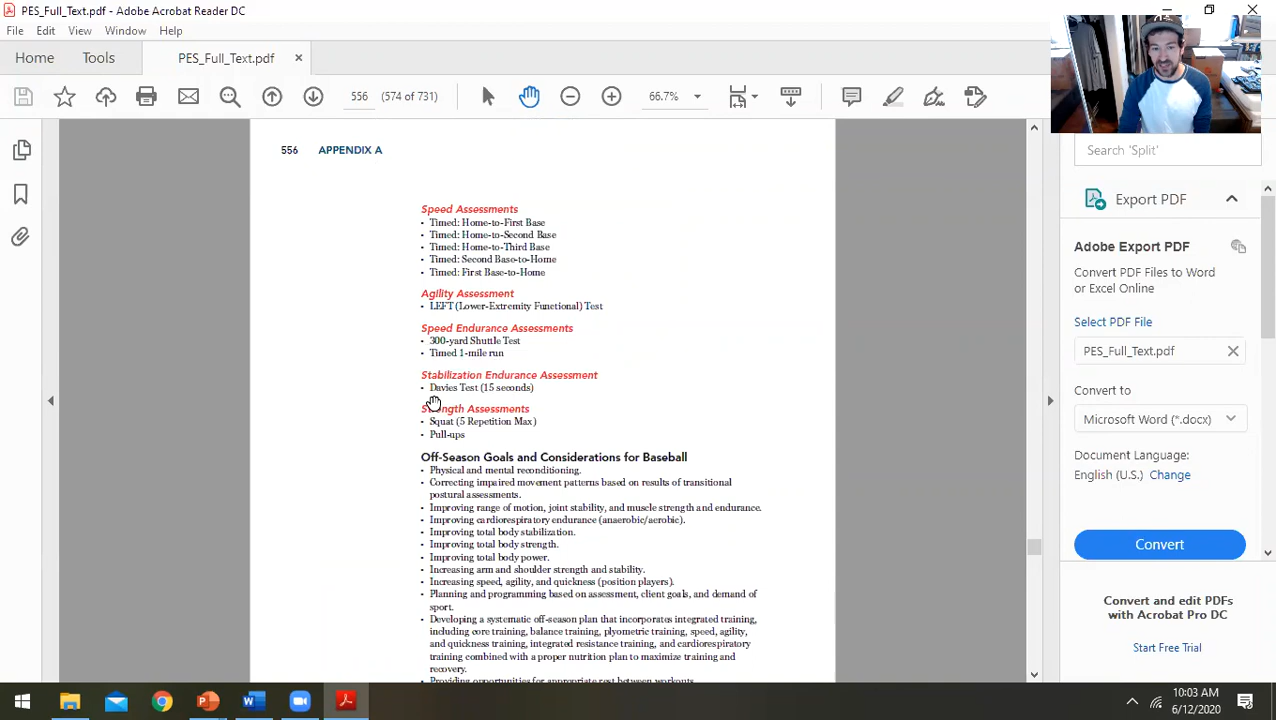 PES_Full_Text.pdf - Adobe Acrobat Reader DC
File Edit View Window Help
Home Tools PES_Full_Text.pdf ×
556 (574 of 731) 66.7%
Search 'Split'
Export PDF
Adobe Export PDF
Convert PDF Files to Word
or Excel Online
Select PDF File
PES_Full_Text.pdf
Convert to
Microsoft Word (*.docx)
Document Language:
English (U.S.) Change
Convert
Convert and edit PDFs
with Acrobat Pro DC
Start Free Trial
556 APPENDIX A
Speed Assessments
• Timed: Home-to-First Base
• Timed: Home-to-Second Base
• Timed: Home-to-Third Base
• Timed: Second Base-to-Home
• Timed: First Base-to-Home
Agility Assessment
• LEFT (Lower-Extremity Functional) Test
Speed Endurance Assessments
• 300-yard Shuttle Test
• Timed 1-mile run
Stabilization Endurance Assessment
• Davies Test (15 seconds)
Strength Assessments
• Squat (5 Repetition Max)
• Pull-ups
Off-Season Goals and Considerations for Baseball
• Physical and mental reconditioning.
• Correcting impaired movement patterns based on results of transitional
postural assessments.
• Improving range of motion, joint stability, and muscle strength and endurance.
• Improving cardiorespiratory endurance (anaerobic/aerobic).
• Improving total body stabilization.
• Improving total body strength.
• Improving total body power.
• Increasing arm and shoulder strength and stability.
• Increasing speed, agility, and quickness (position players).
• Planning and programming based on assessment, client goals, and demand of
sport.
• Developing a systematic off-season plan that incorporates integrated training,
including core training, balance training, plyometric training, speed, agility,
and quickness training, integrated resistance training, and cardiorespiratory
training combined with a proper nutrition plan to maximize training and
recovery.
• Providing opportunities for appropriate rest between workouts.
10:03 AM
6/12/2020